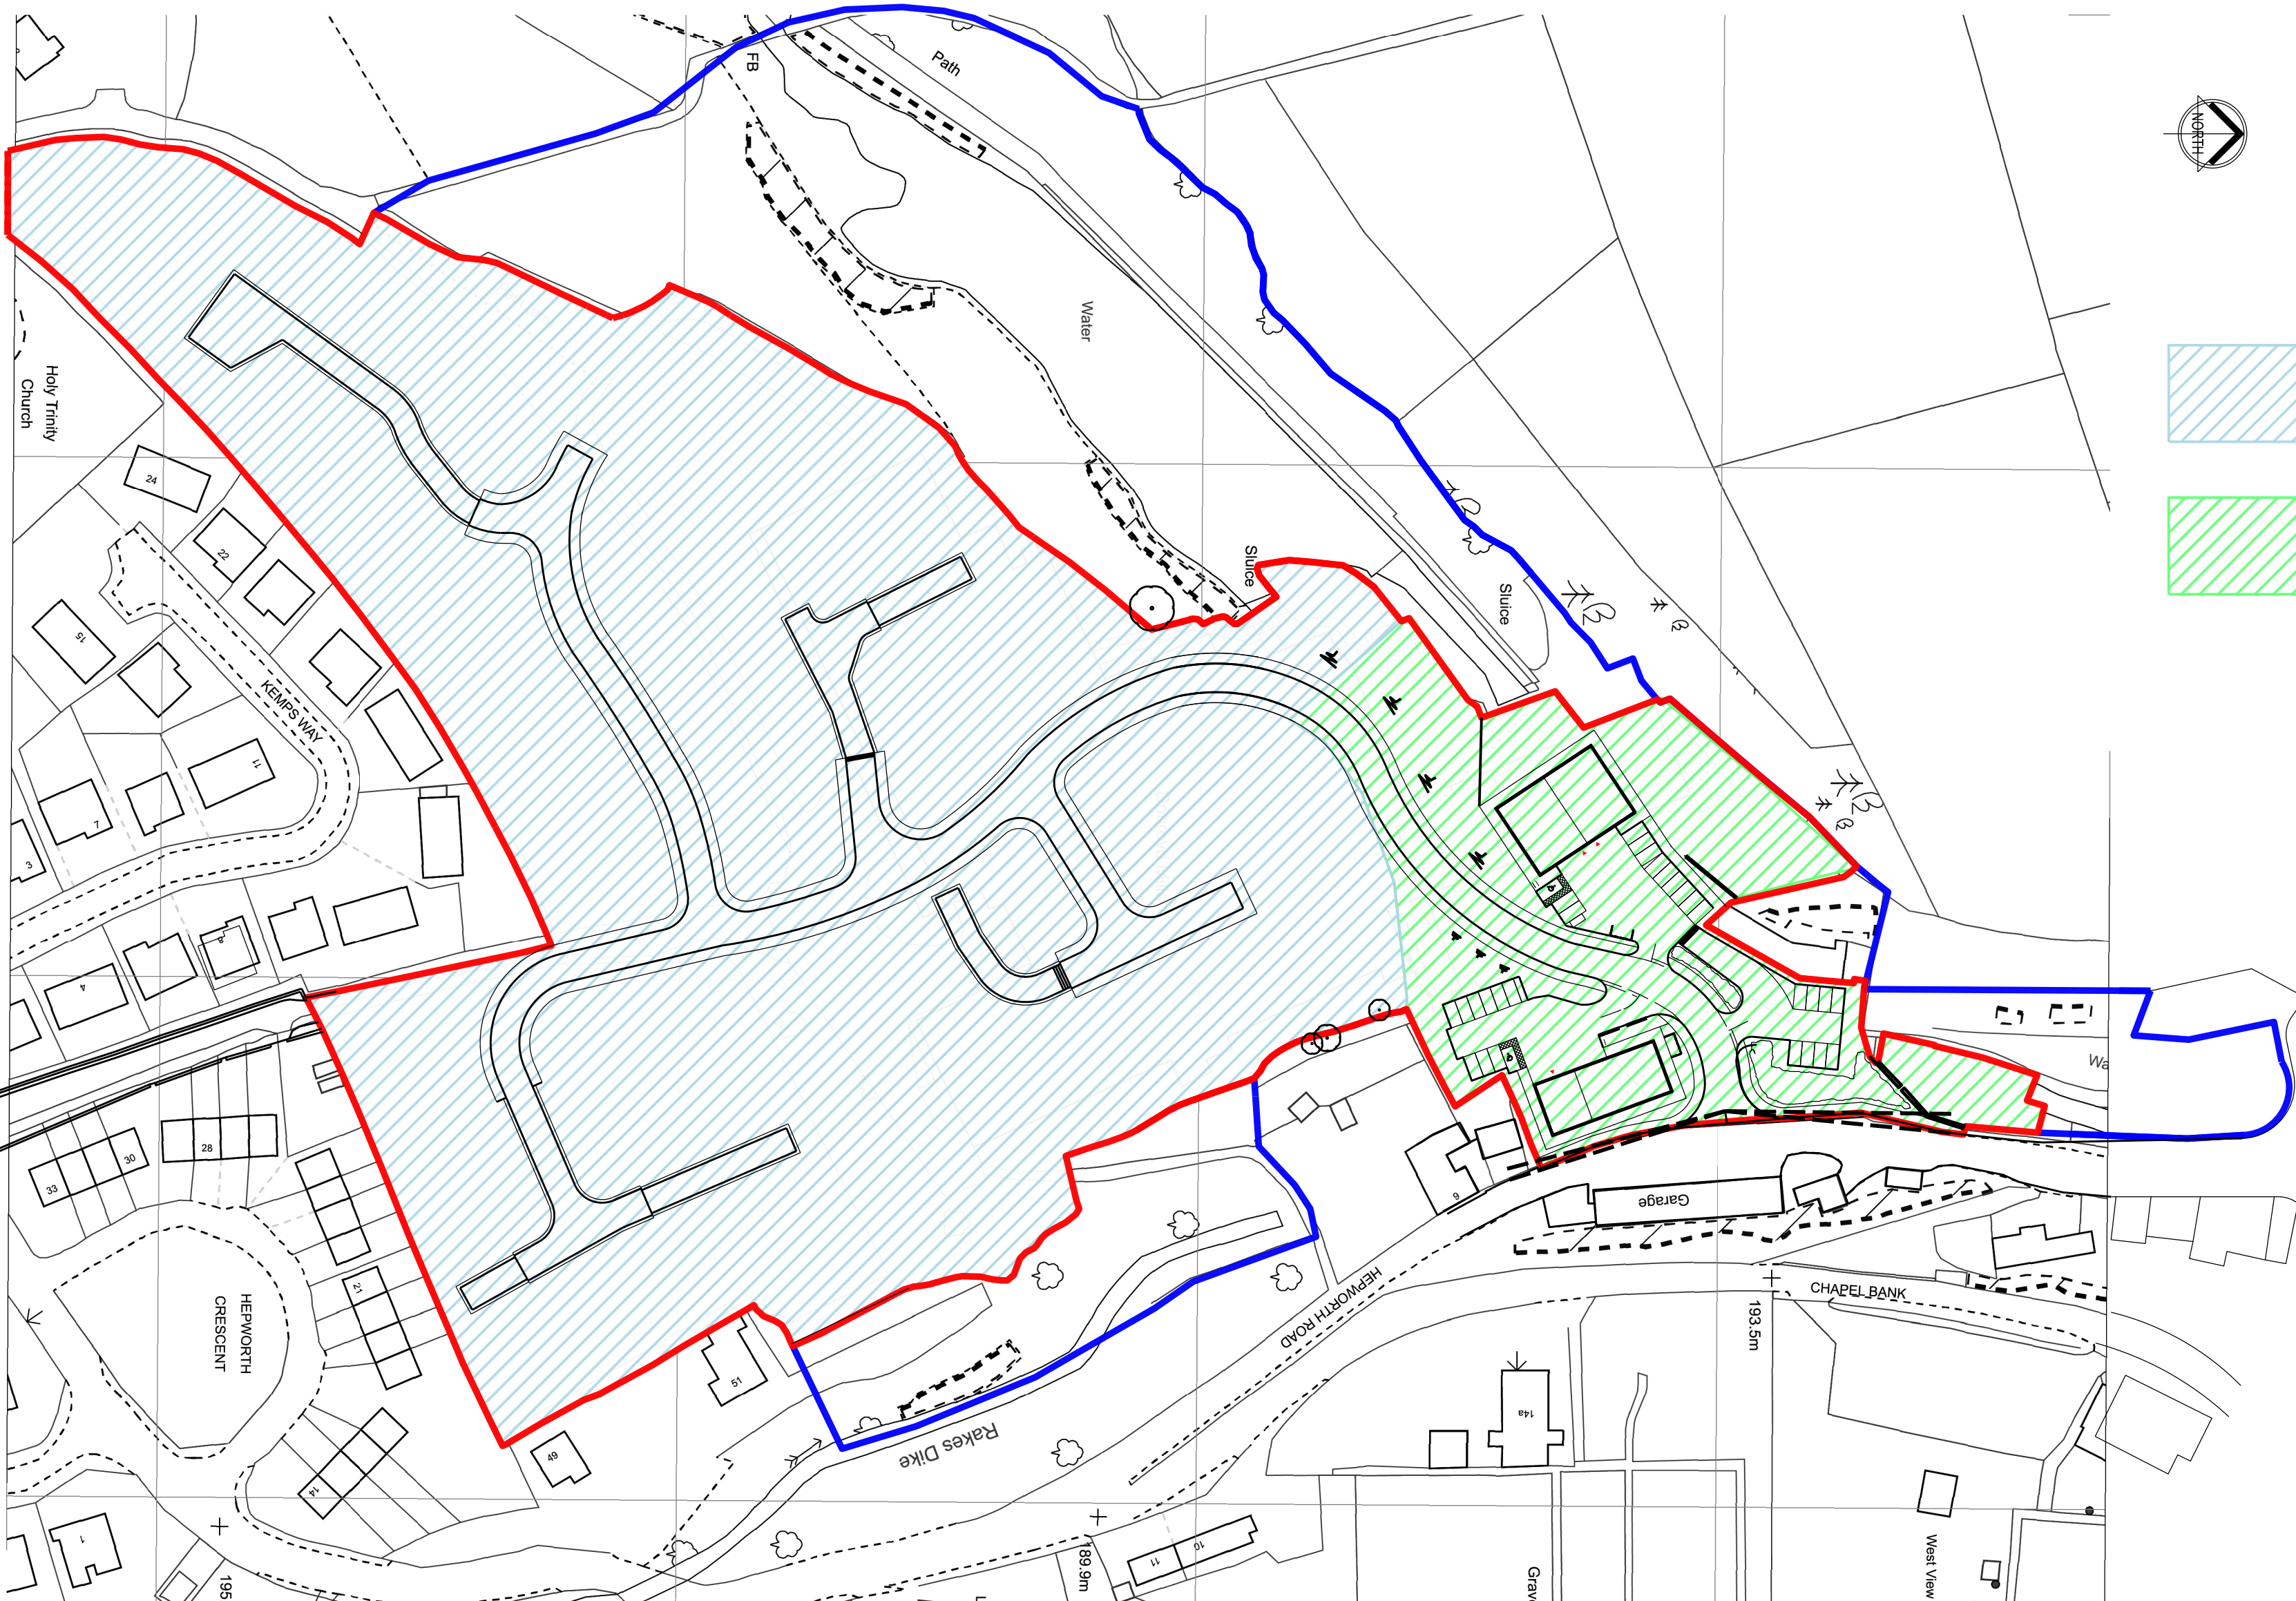 NORTH
Path
FB
Water
Sluice
Sluice
Holy Trinity
Church
24
22
15
KEMPS WAY
11
7
3
8
4
28
30
33
21
HEPWORTH
CRESCENT
14
1
195
49
51
Rakes Dike
HEPWORTH ROAD
6
Garage
CHAPEL BANK
193.5m
14a
189.9m
11
10
Grav
West View
Wa